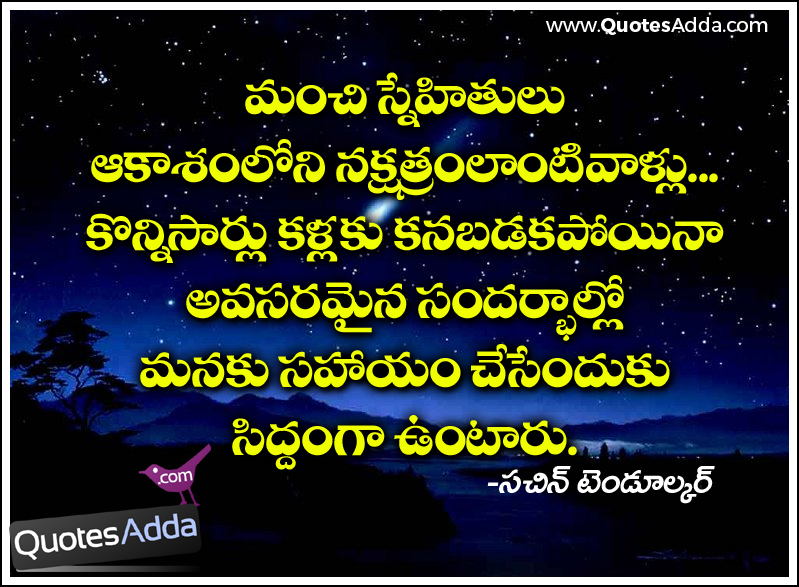 www.QuotesAdda.com
మంచి స్నేహితులు
ఆకాశంలోని నక్షత్రంలాంటివాళ్లు...
కొన్నిసార్లు కళ్లకు కనబడకపోయినా
అవసరమైన సందర్భాల్లో
మనకు సహాయం చేసేందుకు
సిద్దంగా ఉంటారు.
-సచిన్ టెండూల్కర్
.com
QuotesAdda